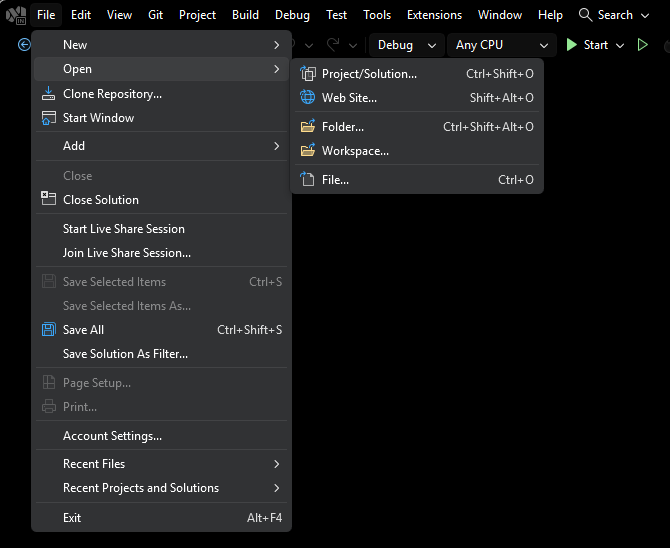 File Edit View Git Project Build Debug Test Tools Extensions Window Help Search
Debug Any CPU Start
New
Open
Clone Repository...
Start Window
Add
Close
Close Solution
Start Live Share Session
Join Live Share Session...
Save Selected Items Ctrl+S
Save Selected Items As...
Save All Ctrl+Shift+S
Save Solution As Filter...
Page Setup...
Print...
Account Settings...
Recent Files
Recent Projects and Solutions
Exit Alt+F4
Project/Solution... Ctrl+Shift+O
Web Site... Shift+Alt+O
Folder... Ctrl+Shift+Alt+O
Workspace...
File... Ctrl+O